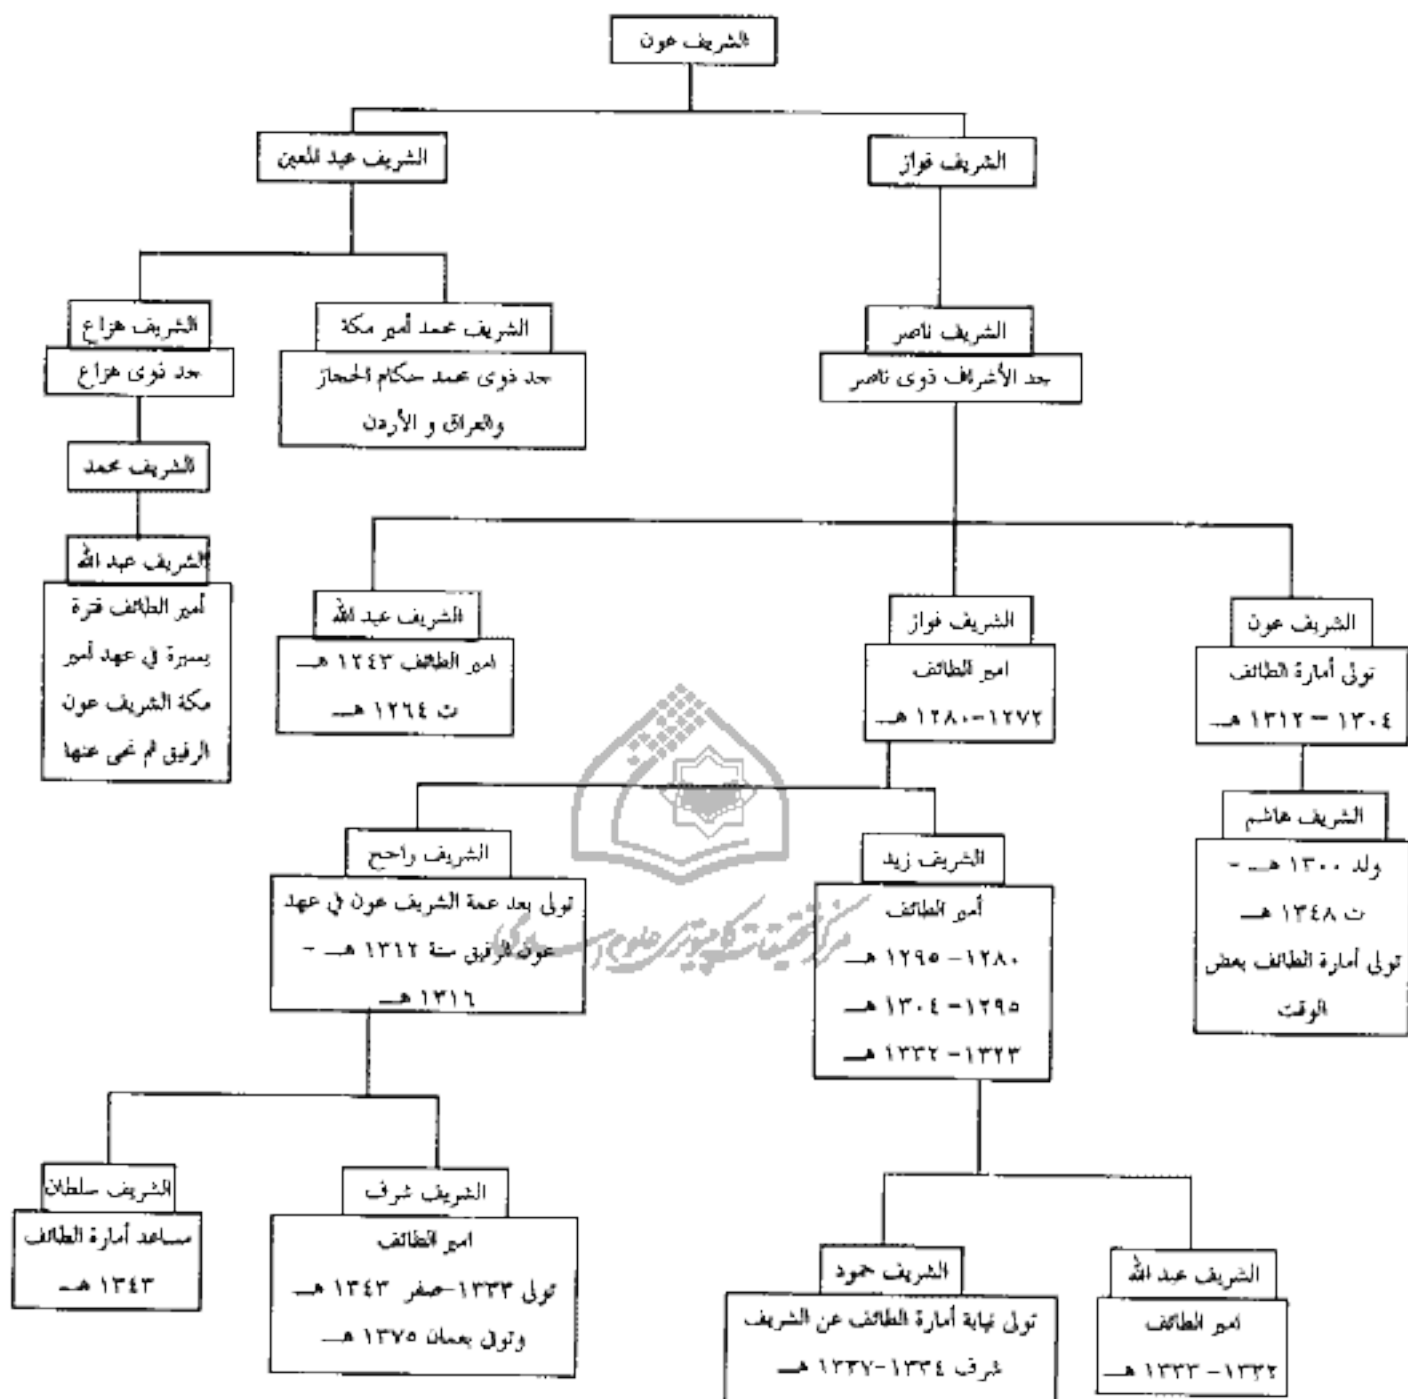 الشريف عون
الشريف فواز
الشريف عبد المعين
الشريف ناصر
جد الأشراف ذوى ناصر
الشريف محمد أمير مكة
جد ذوى محمد حكام الحجاز
والعراق و الأردن
الشريف هزاع
جد ذوى هزاع
الشريف محمد
الشريف عبد الله
أمير الطائف فترة
يسيرة في عهد أمير
مكة الشريف عون
الرفيق ثم نحى عنها
الشريف عون
تولى أمارة الطائف
١٣٠٤ – ١٣١٢ هـ
الشريف فواز
امير الطائف
١٢٧٢-١٢٨٠ هـ
الشريف عبد الله
امير الطائف ١٢٤٣ هـ
ت ١٢٦٤ هـ
الشريف هاشم
ولد ١٣٠٠ هـ -
ت ١٣٤٨ هـ
تولى أمارة الطائف بعض
الوقت
الشريف زيد
أمير الطائف
١٢٨٠- ١٢٩٥ هـ
١٢٩٥- ١٣٠٤ هـ
١٣٢٣- ١٣٣٢ هـ
الشريف راجح
تولى بعد عمة الشريف عون في عهد
عون الرفيق سنة ١٣١٢ هـ -
١٣١٦ هـ
مركز تحقيقات كامپيوتري علوم اسلامي
الشريف عبد الله
امير الطائف
١٣٣٢- ١٣٣٣ هـ
الشريف حمود
تولى نيابة أمارة الطائف عن الشريف
شرف ١٣٣٤-١٣٣٧ هـ
الشريف شرف
امير الطائف
تولى ١٣٣٣-صفر ١٣٤٣ هـ
وتوفى بعمان ١٣٧٥ هـ
الشريف سلطان
مساعد أمارة الطائف
١٣٤٣ هـ